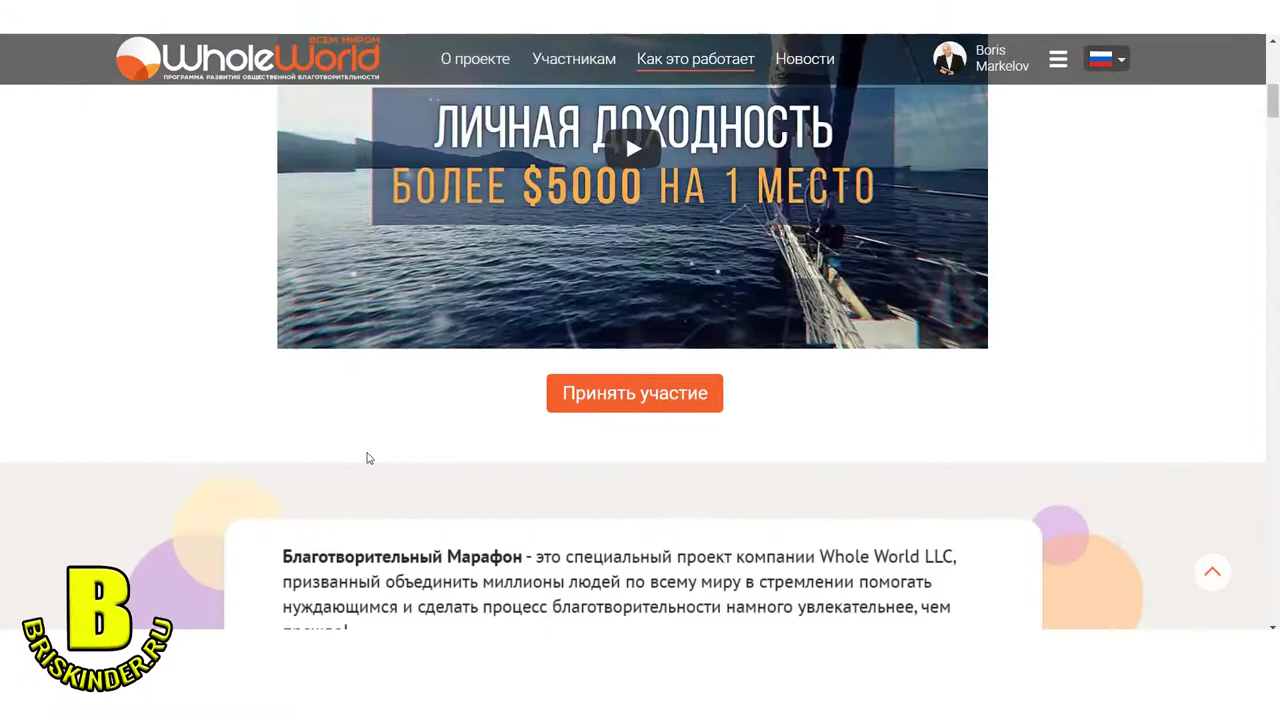 ВСЕМ МИРОМ
WholeWorld
ПРОГРАММА РАЗВИТИЯ ОБЩЕСТВЕННОЙ БЛАГОТВОРИТЕЛЬНОСТИ
О проекте Участникам Как это работает Новости
Boris
Markelov
ЛИЧНАЯ ДОХОДНОСТЬ
БОЛЕЕ $5000 НА 1 МЕСТО
Принять участие
Благотворительный Марафон - это специальный проект компании Whole World LLC,
призванный объединить миллионы людей по всему миру в стремлении помогать
нуждающимся и сделать процесс благотворительности намного увлекательнее, чем
B
BRISKINDER.RU